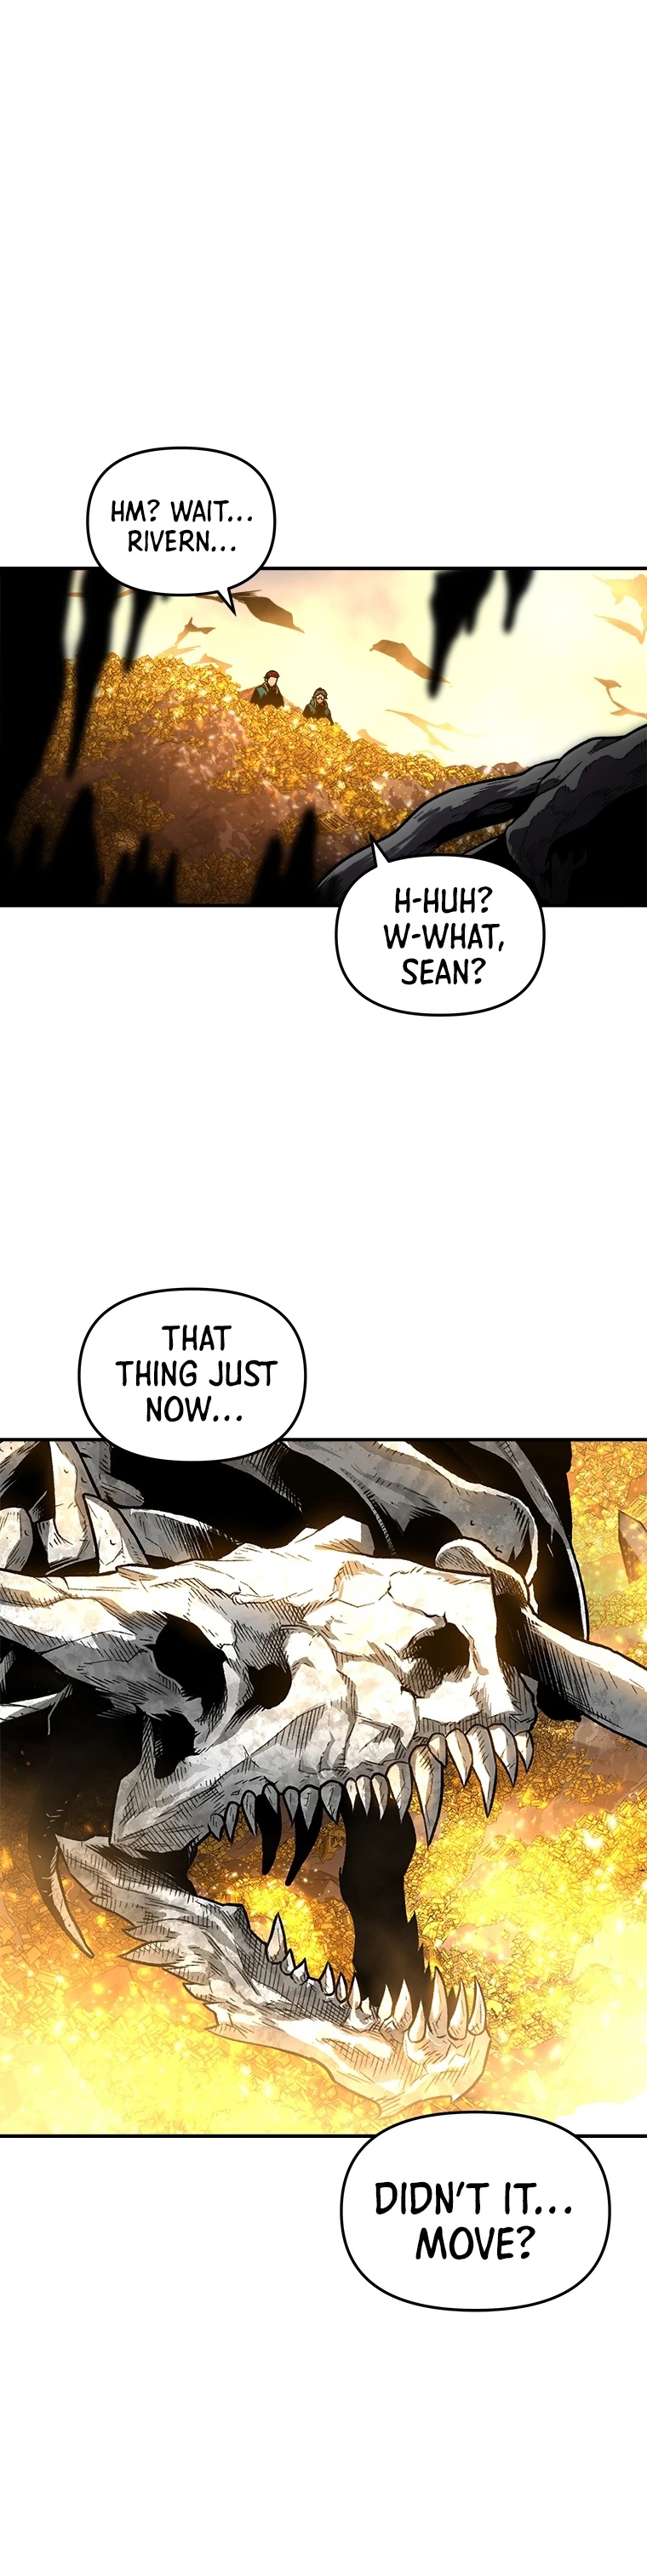 HM? WAIT...
RIVERN...
H-HUH?
W-WHAT,
SEAN?
THAT
THING JUST
NOW...
DIDN'T IT...
MOVE?